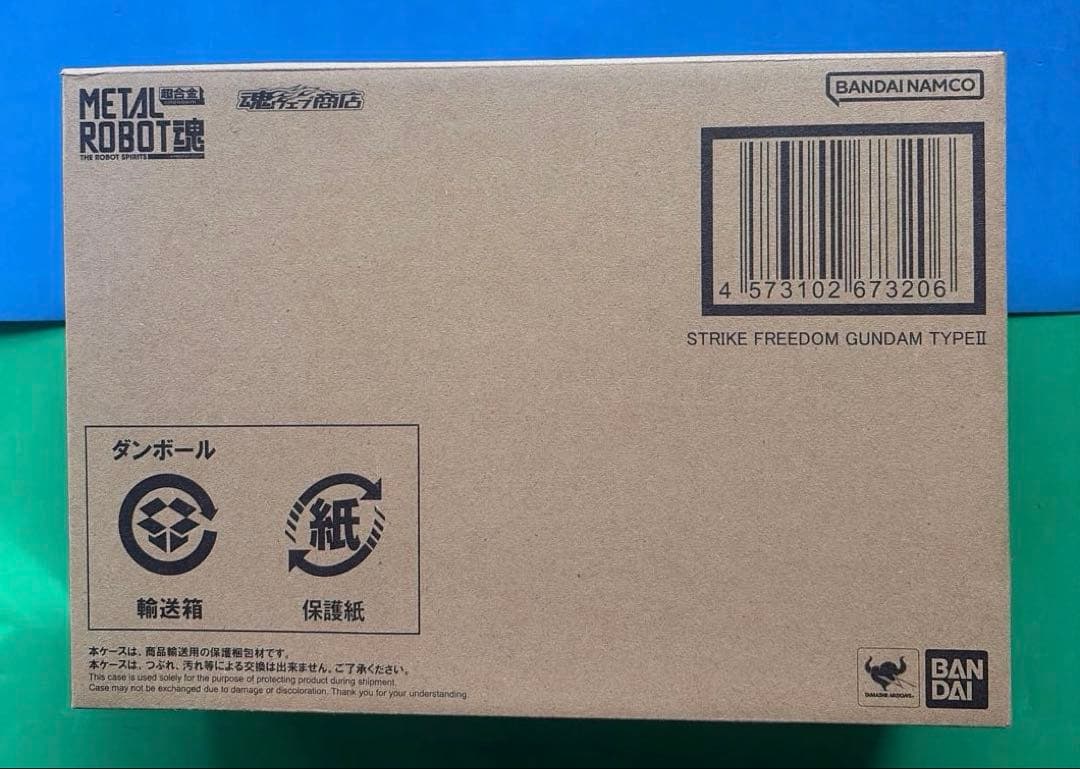 METAL 超合金
ROBOT魂
THE ROBOT SPIRITS
魂ウェブ商店
BANDAI NAMCO
4 573102 673206
STRIKE FREEDOM GUNDAM TYPEⅡ
ダンボール
紙
輸送箱
保護紙
本ケースは、商品輸送用の保護梱包材です。
本ケースは、つぶれ、汚れ等による交換は出来ません。ご了承ください。
This case is used solely for the purpose of protecting product during shipment.
Case may not be exchanged due to damage or discoloration. Thank you for your understanding.
TAMASHII NATIONS
BAN
DAI